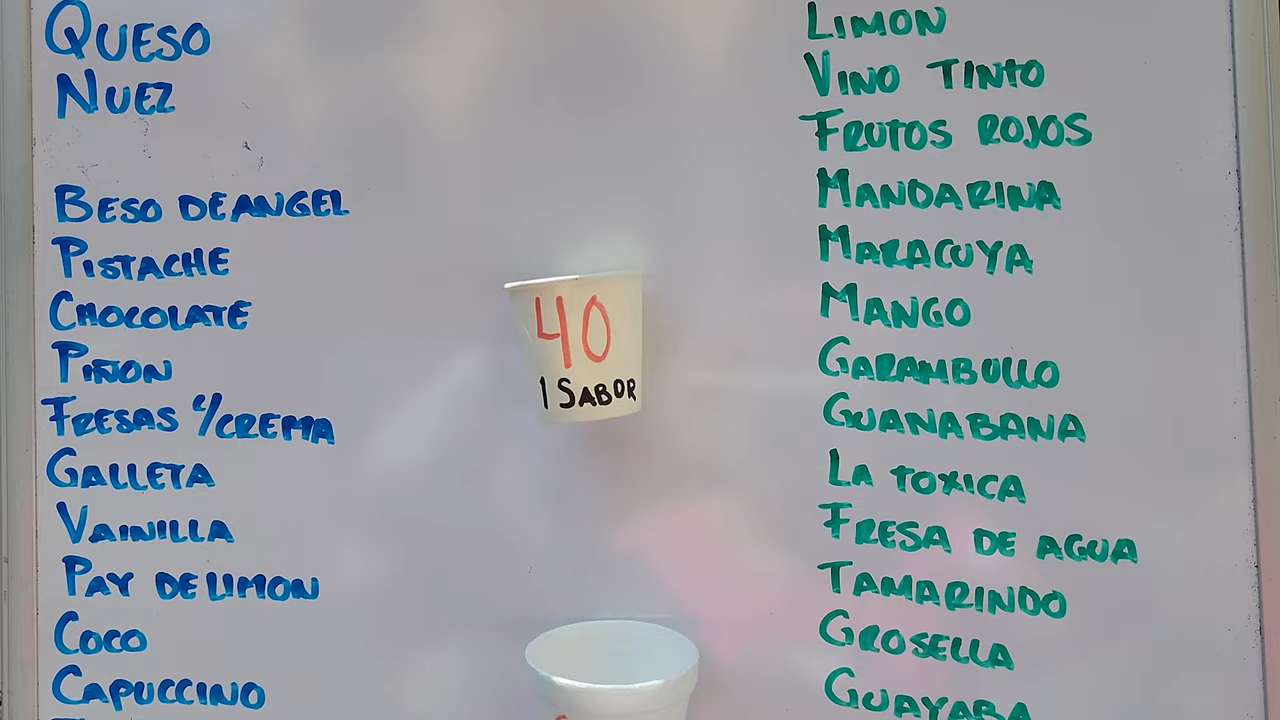 QUESO
NUEZ
BESO DE ANGEL
PISTACHE
CHOCOLATE
PIÑON
FRESAS C/CREMA
GALLETA
VAINILLA
PAY DE LIMON
COCO
CAPUCCINO
40
1 SABOR
LIMON
VINO TINTO
FRUTOS ROJOS
MANDARINA
MARACUYA
MANGO
GARAMBULLO
GUANABANA
LA TOXICA
FRESA DE AGUA
TAMARINDO
GROSELLA
GUAYABA